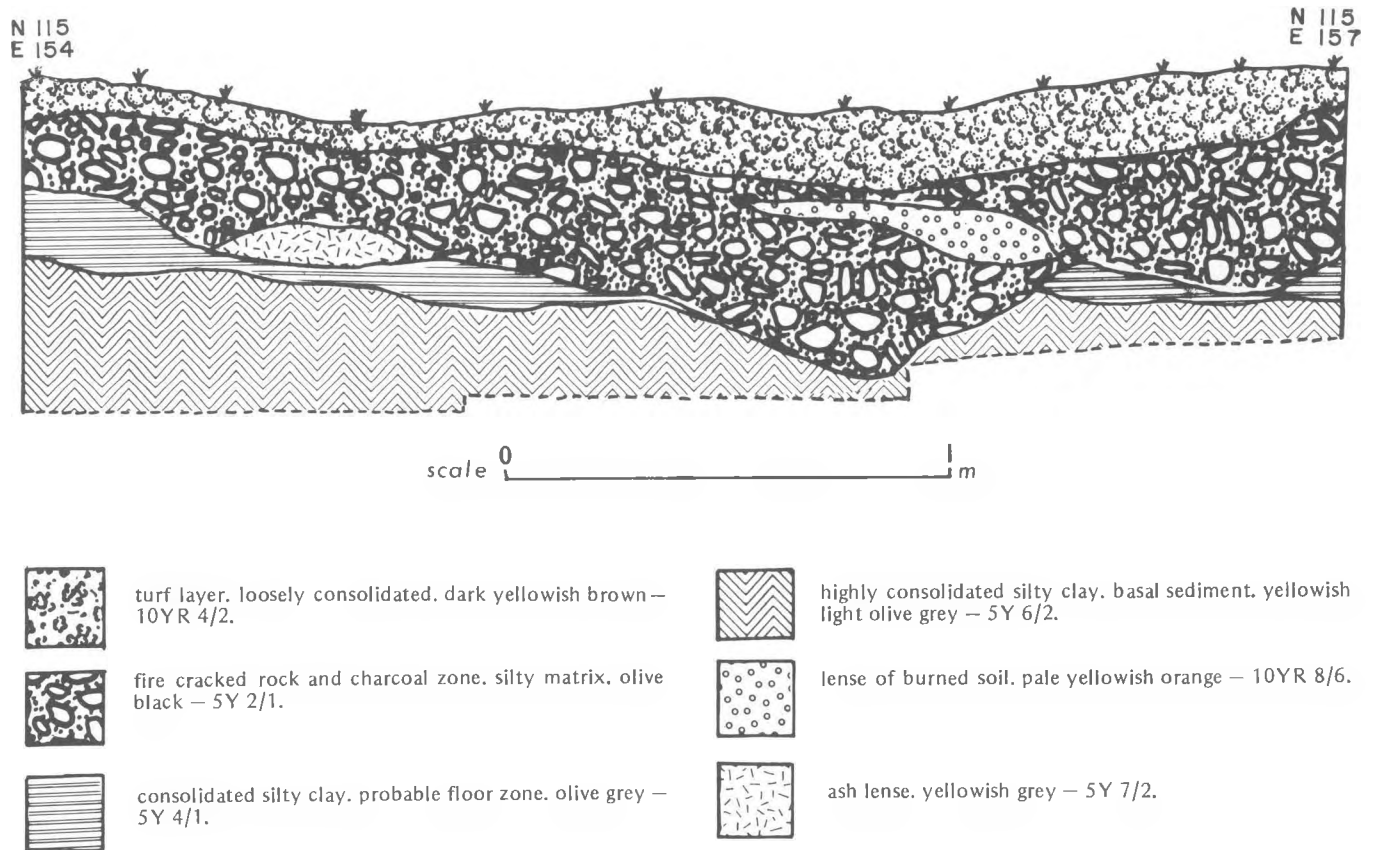 N 115
E 154
N 115
E 157
scale 0 1 m
turf layer. loosely consolidated. dark yellowish brown —
10YR 4/2.
fire cracked rock and charcoal zone. silty matrix. olive
black — 5Y 2/1.
consolidated silty clay. probable floor zone. olive grey —
5Y 4/1.
highly consolidated silty clay. basal sediment. yellowish
light olive grey — 5Y 6/2.
lense of burned soil. pale yellowish orange — 10YR 8/6.
ash lense. yellowish grey — 5Y 7/2.